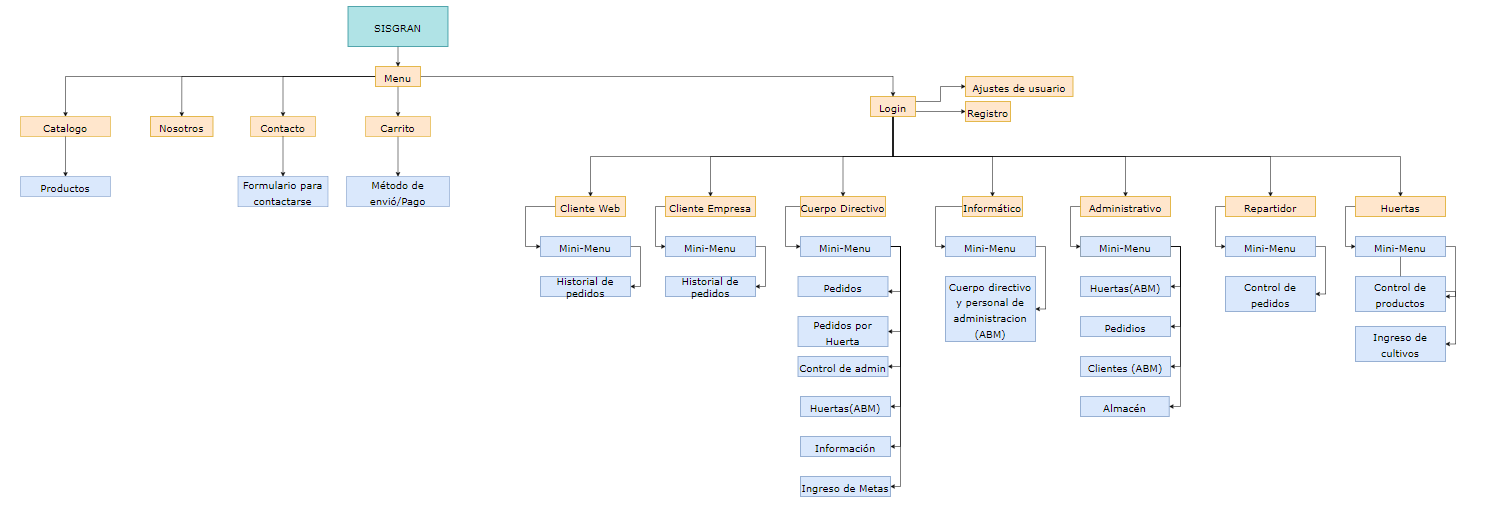 SISGRAN
Menu
Ajustes de usuario
Login
Registro
Catalogo
Nosotros
Contacto
Carrito
Productos
Formulario para
contactarse
Método de
envió/Pago
Cliente Web
Cliente Empresa
Cuerpo Directivo
Informático
Administrativo
Repartidor
Huertas
Mini-Menu
Mini-Menu
Mini-Menu
Mini-Menu
Mini-Menu
Mini-Menu
Mini-Menu
Historial de
pedidos
Historial de
pedidos
Pedidos
Cuerpo directivo
y personal de
administracion
(ABM)
Huertas(ABM)
Control de
pedidos
Control de
productos
Pedidos por
Huerta
Pedidios
Ingreso de
cultivos
Control de admin
Clientes (ABM)
Huertas(ABM)
Almacén
Información
Ingreso de Metas